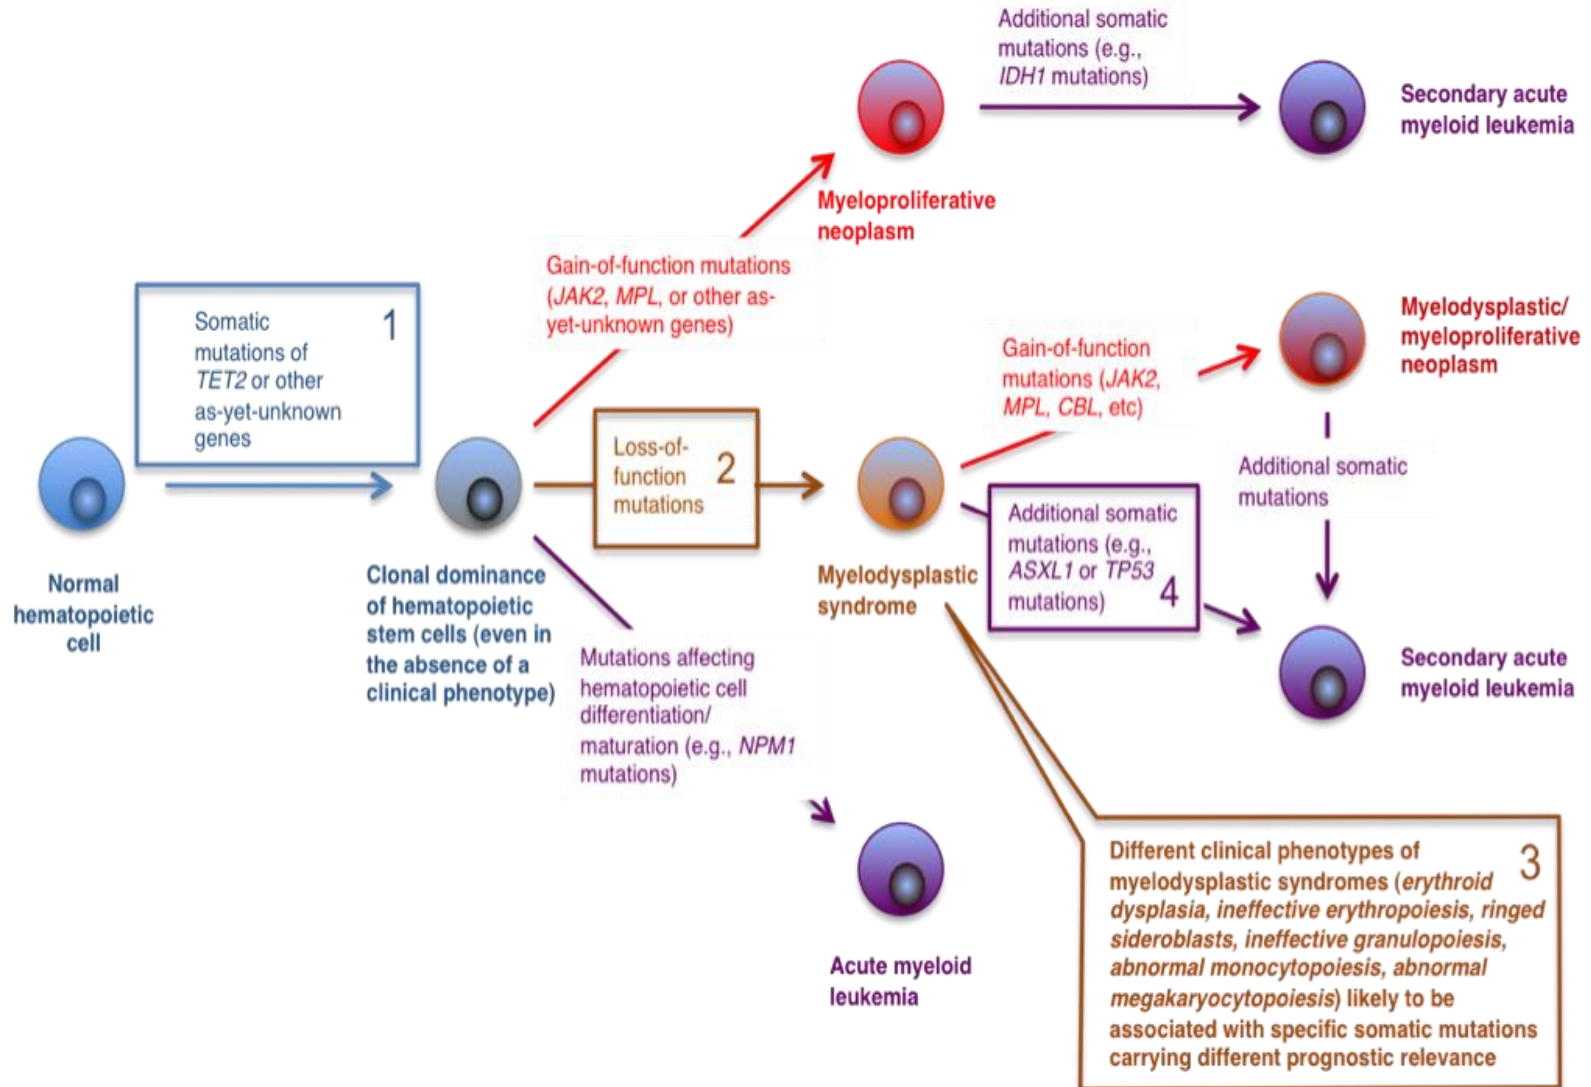 Additional somatic
mutations (e.g.,
IDH1 mutations)
Secondary acute
myeloid leukemia
Myeloproliferative
neoplasm
Gain-of-function mutations
(JAK2, MPL, or other as-
yet-unknown genes)
1
Somatic
mutations of
TET2 or other
as-yet-unknown
genes
Myelodysplastic/
myeloproliferative
neoplasm
Gain-of-function
mutations (JAK2,
MPL, CBL, etc)
Loss-of-
function
mutations
2
Additional somatic
mutations
Additional somatic
mutations (e.g.,
ASXL1 or TP53
mutations)
4
Normal
hematopoietic
cell
Clonal dominance
of hematopoietic
stem cells (even in
the absence of a
clinical phenotype)
Myelodysplastic
syndrome
Mutations affecting
hematopoietic cell
differentiation/
maturation (e.g., NPM1
mutations)
Secondary acute
myeloid leukemia
Acute myeloid
leukemia
3
Different clinical phenotypes of
myelodysplastic syndromes (erythroid
dysplasia, ineffective erythropoiesis, ringed
sideroblasts, ineffective granulopoiesis,
abnormal monocytopoiesis, abnormal
megakaryocytopoiesis) likely to be
associated with specific somatic mutations
carrying different prognostic relevance